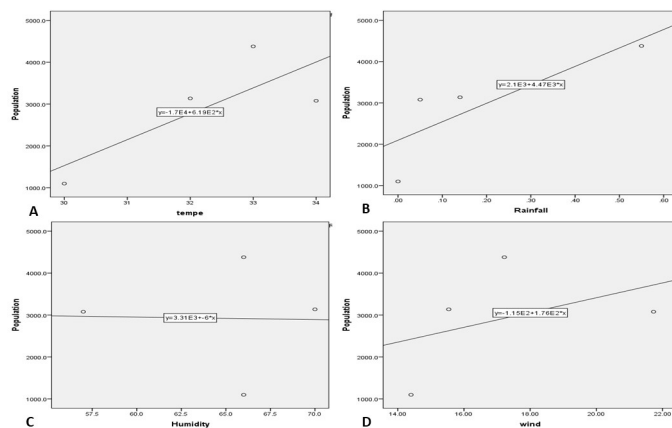 5000.0
4000.0
3000.0
2000.0
1000.0
Population
y=-1.7E4+6.19E2*x
30 31 32 33 34
tempe
A
5000.0
4000.0
3000.0
2000.0
1000.0
Population
y=2.1E3+4.47E3*x
.00 .10 .20 .30 .40 .50 .60
Rainfall
B
5000.0
4000.0
3000.0
2000.0
1000.0
Population
y=3.31E3+-6*x
57.5 60.0 62.5 65.0 67.5 70.0
Humidity
C
5000.0
4000.0
3000.0
2000.0
1000.0
Population
y=-1.15E2+1.76E2*x
14.00 16.00 18.00 20.00 22.00
wind
D